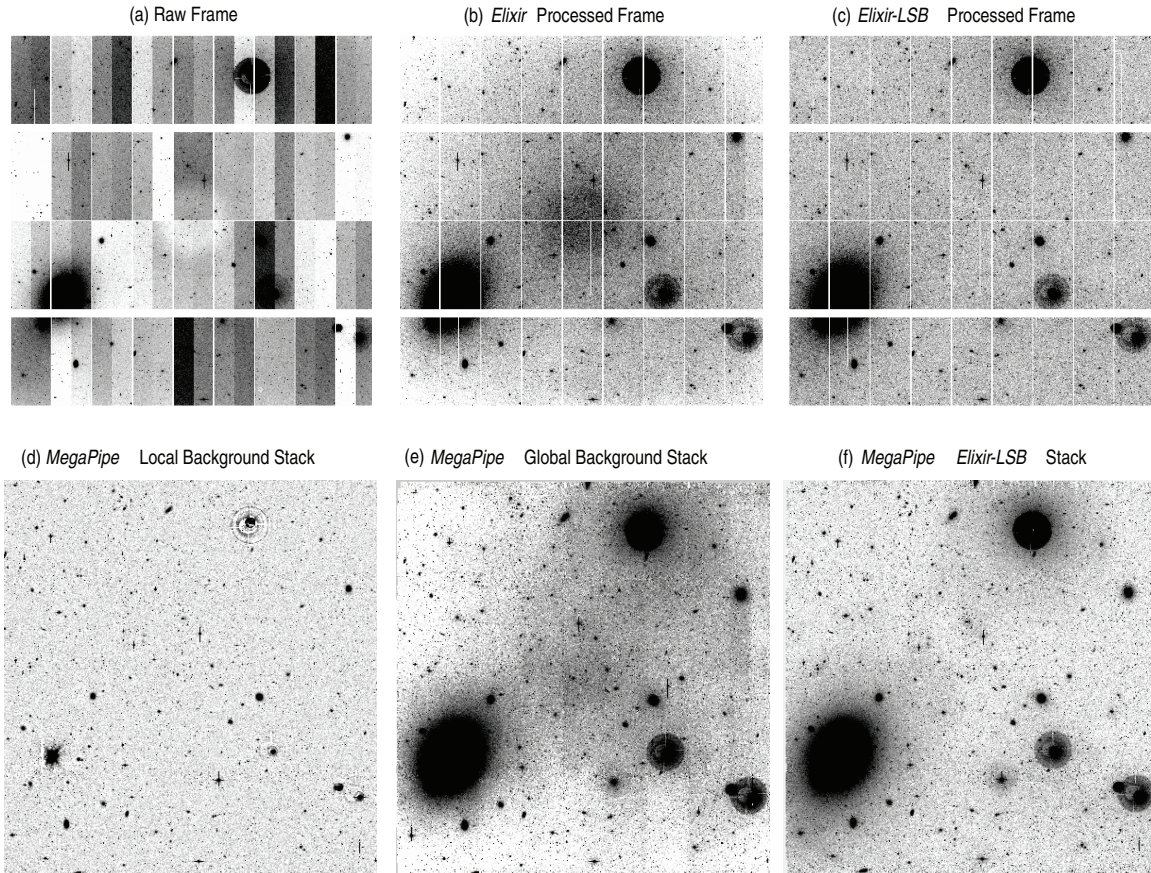 (a) Raw Frame
(b) Elixir Processed Frame
(c) Elixir-LSB Processed Frame
(d) MegaPipe Local Background Stack
(e) MegaPipe Global Background Stack
(f) MegaPipe Elixir-LSB Stack